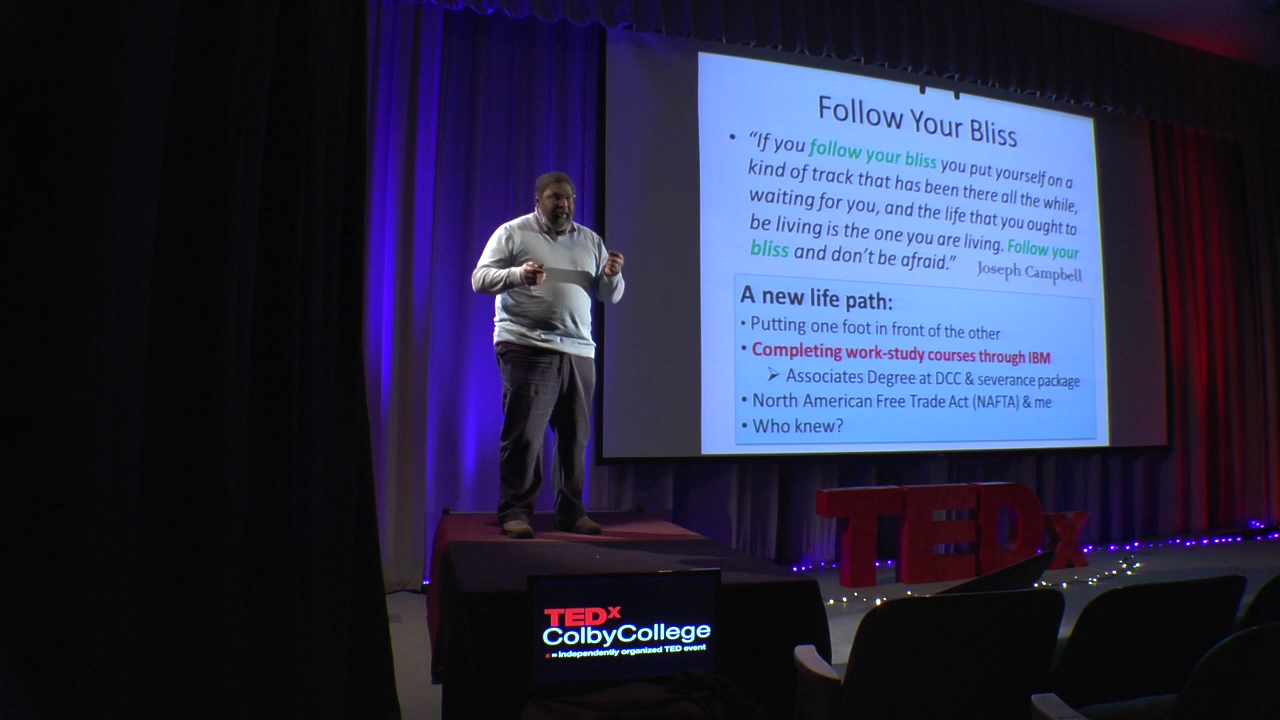 Follow Your Bliss
• “If you follow your bliss you put yourself on a
kind of track that has been there all the while,
waiting for you, and the life that you ought to
be living is the one you are living. Follow your
bliss and don’t be afraid.” Joseph Campbell
A new life path:
• Putting one foot in front of the other
• Completing work-study courses through IBM
➢ Associates Degree at DCC & severance package
• North American Free Trade Act (NAFTA) & me
• Who knew?
TEDx
TEDx
ColbyCollege
x = independently organized TED event